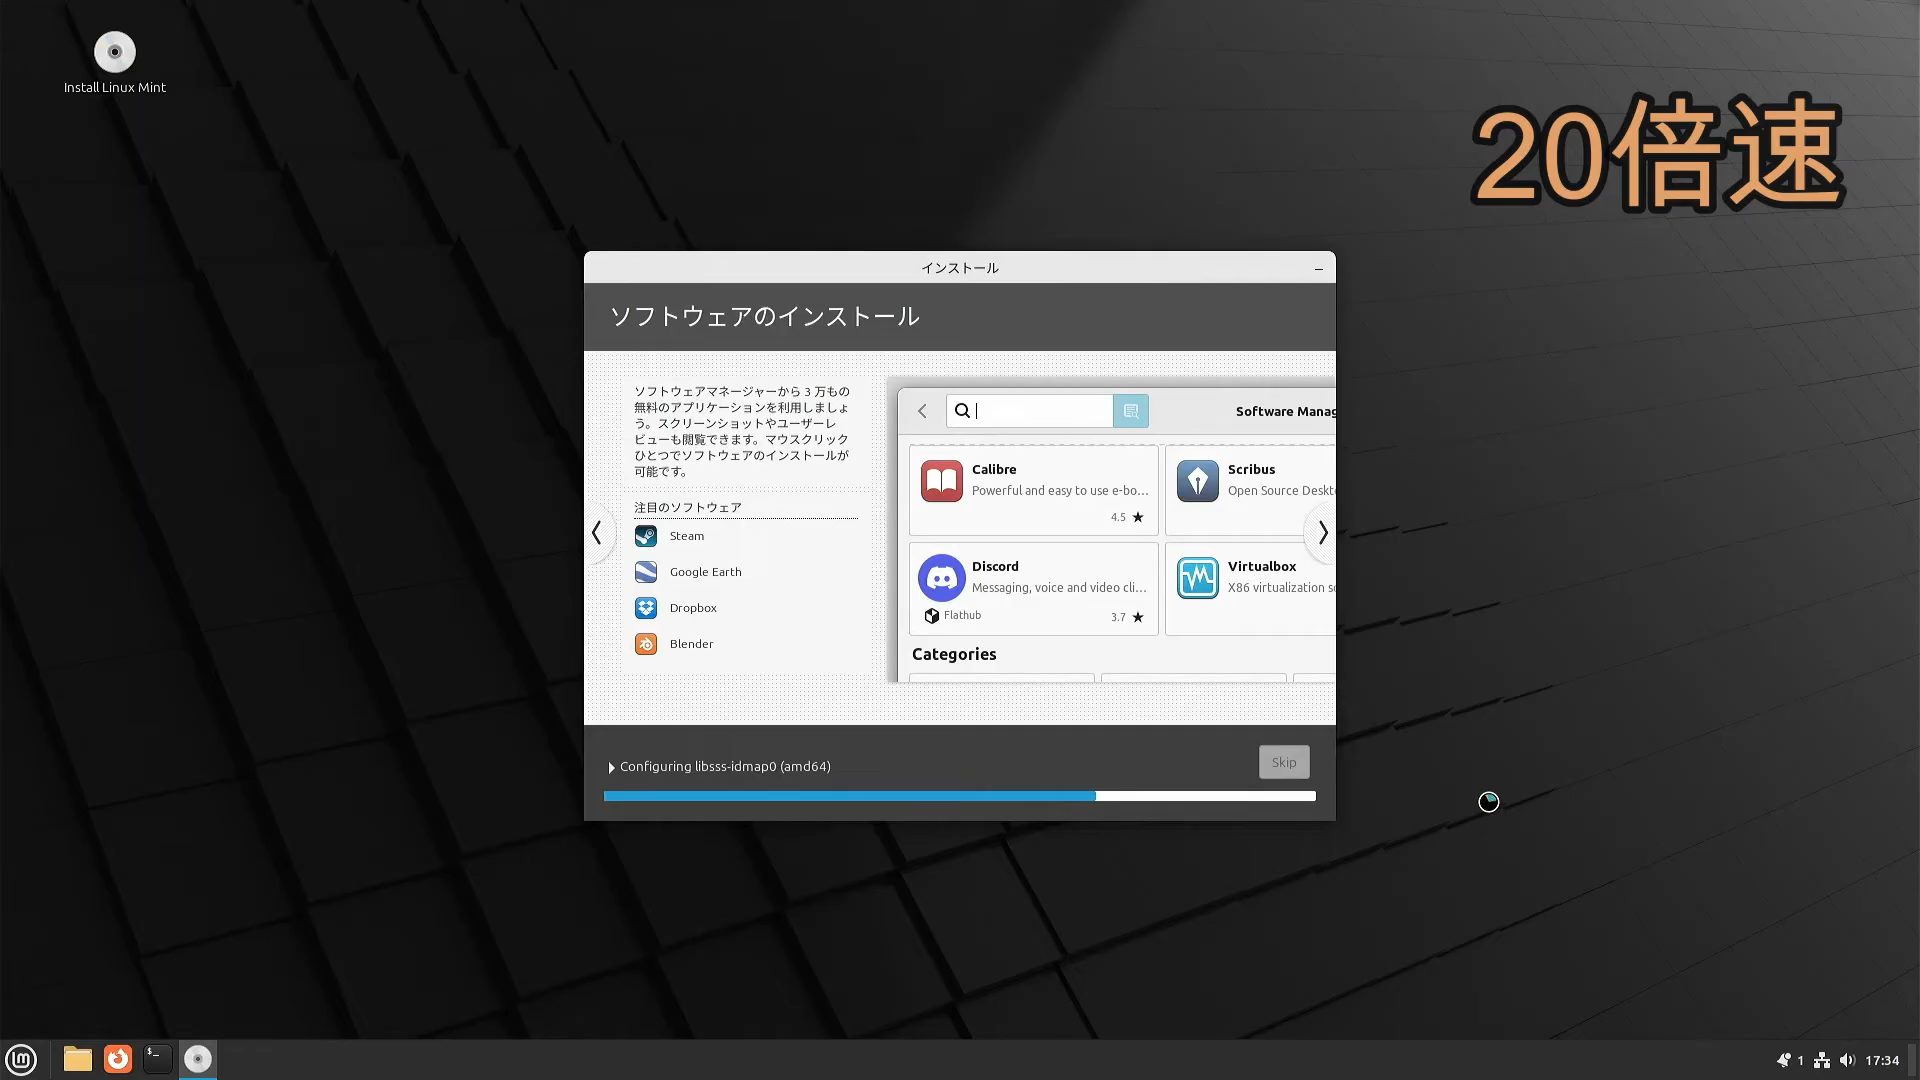 Install Linux Mint
20倍速
インストール
ソフトウェアのインストール
ソフトウェアマネージャーから 3 万もの
無料のアプリケーションを利用しましょ
う。スクリーンショットやユーザーレ
ビューも閲覧できます。マウスクリック
ひとつでソフトウェアのインストールが
可能です。
注目のソフトウェア
Steam
Google Earth
Dropbox
Blender
Software Manag
Calibre
Powerful and easy to use e-bo...
4.5 ★
Scribus
Open Source Deskt
Discord
Messaging, voice and video cli...
Flathub
3.7 ★
Virtualbox
X86 virtualization s
Categories
Configuring libsss-idmap0 (amd64)
Skip
1
17:34